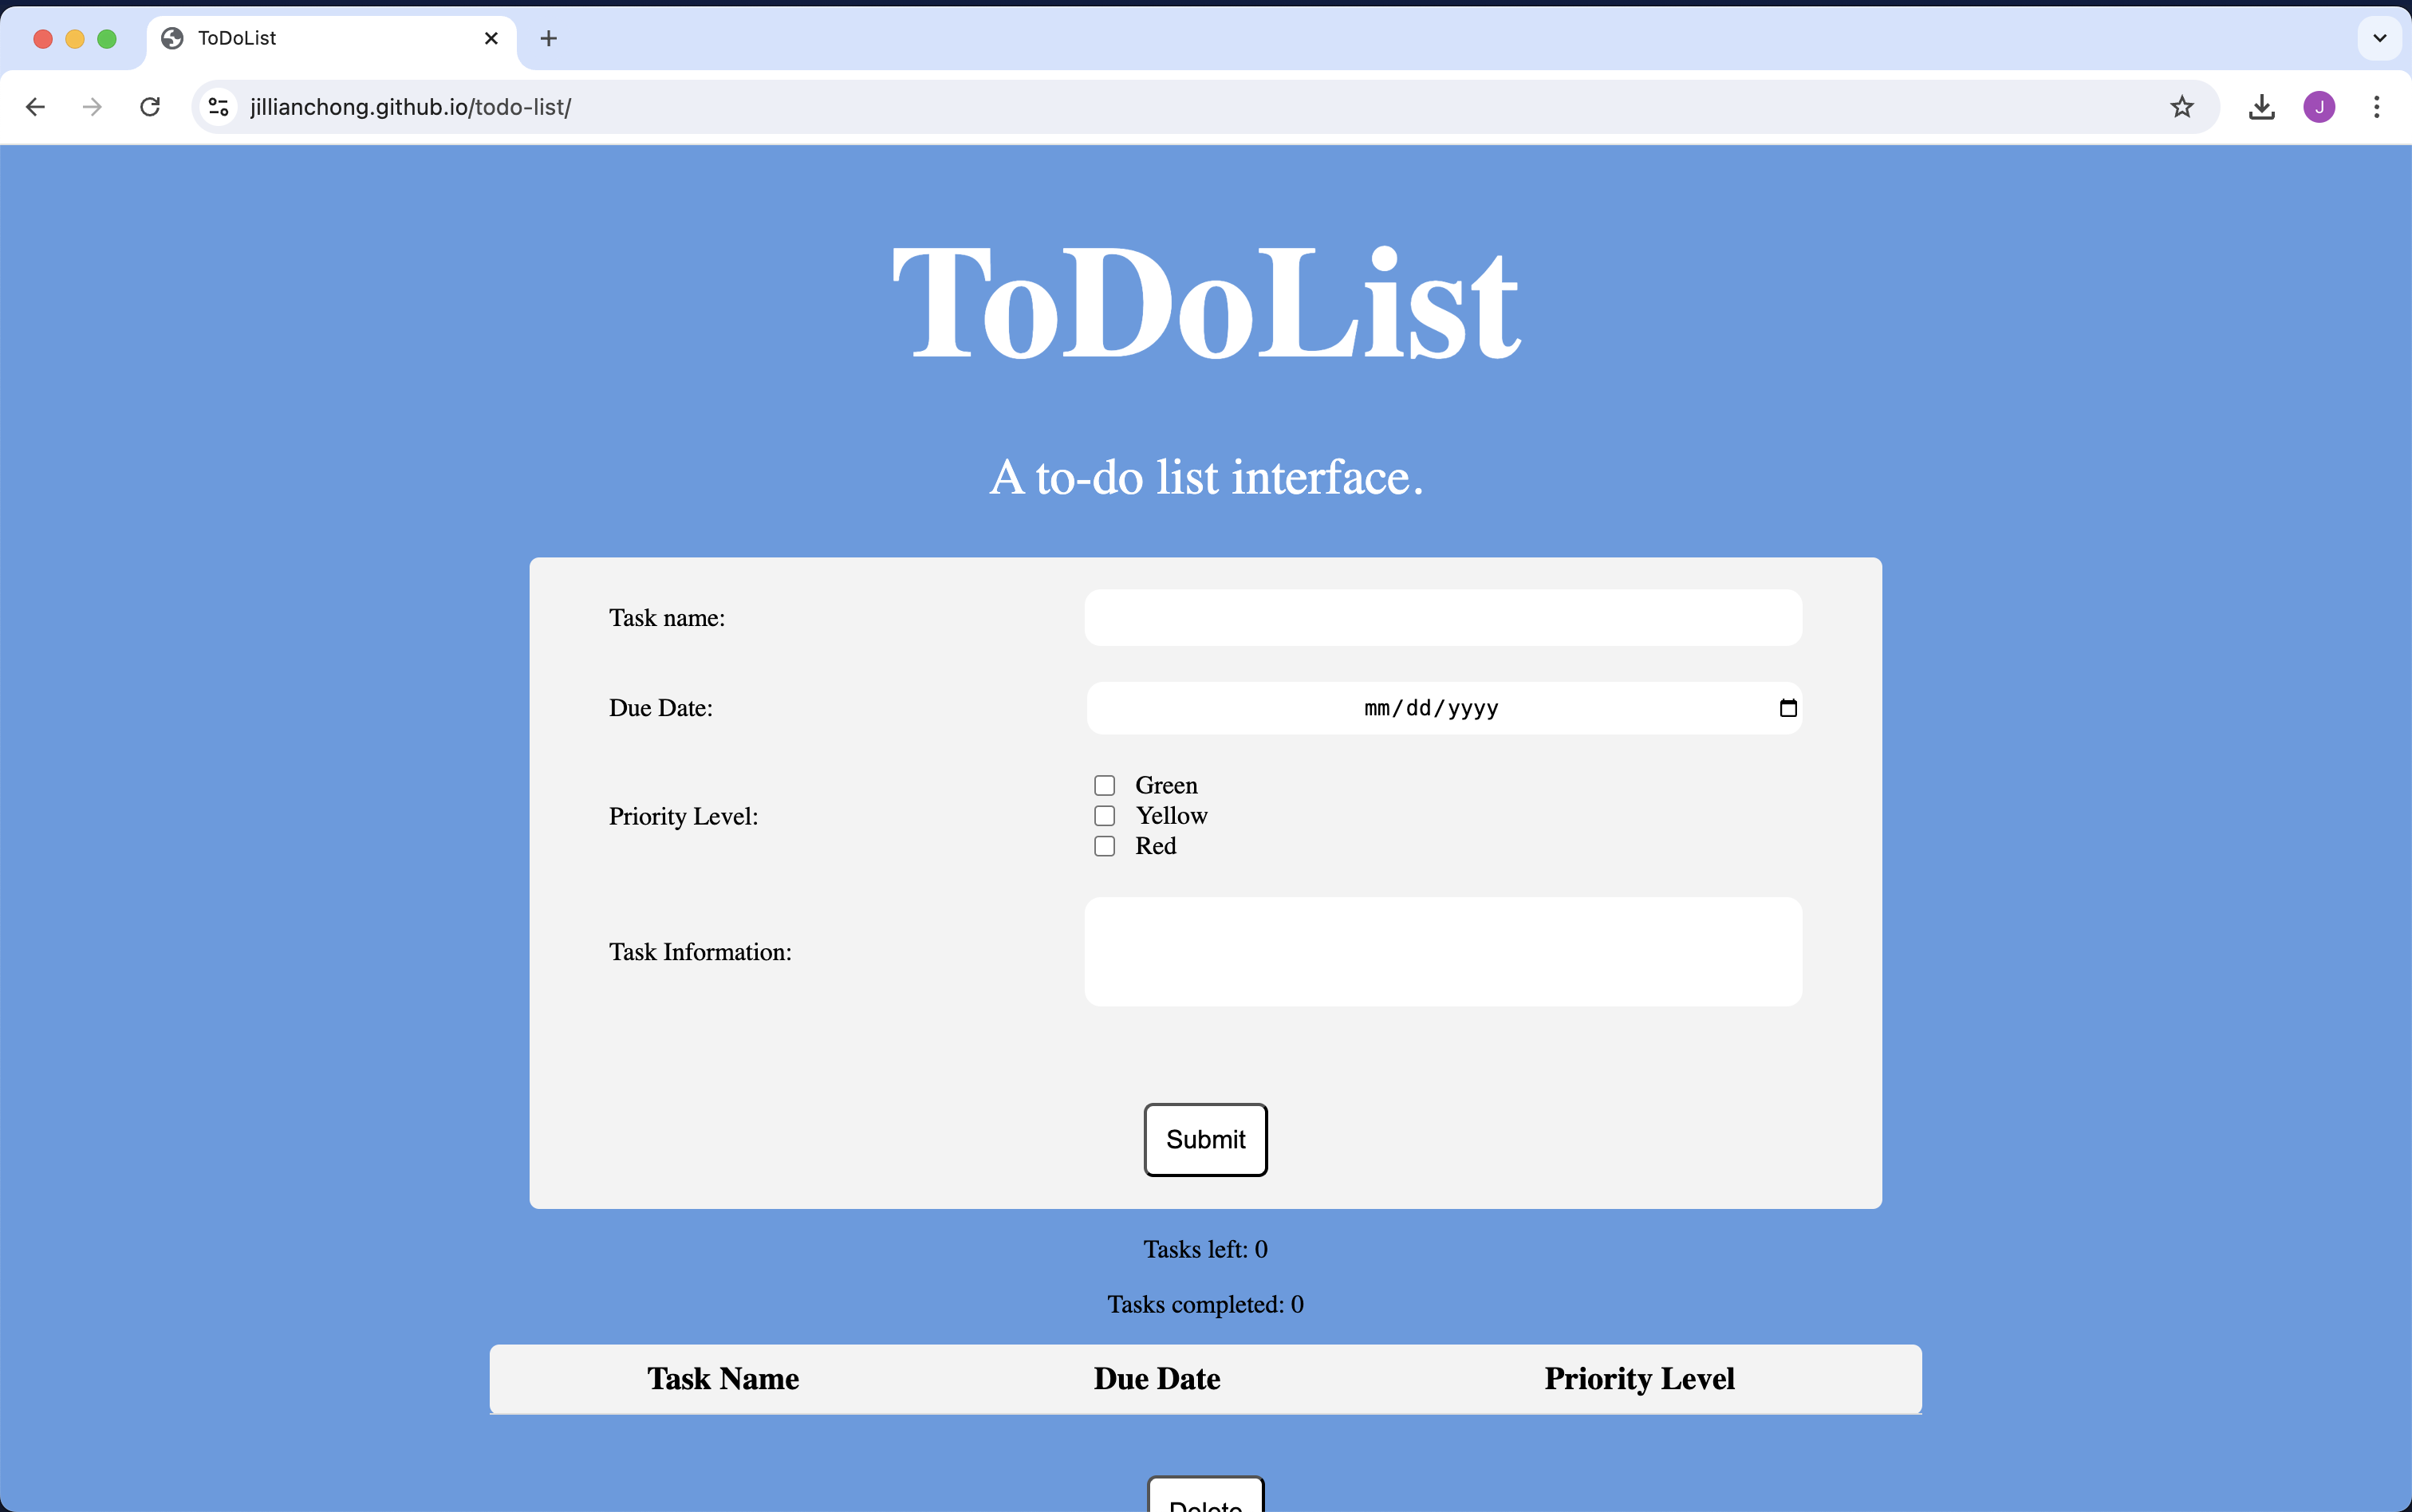 ToDoList
jillianchong.github.io/todo-list/
J
ToDoList
A to-do list interface.
Task name:
Due Date:
mm/dd/yyyy
Priority Level:
Green
Yellow
Red
Task Information:
Submit
Tasks left: 0
Tasks completed: 0
Task Name Due Date Priority Level
Delete